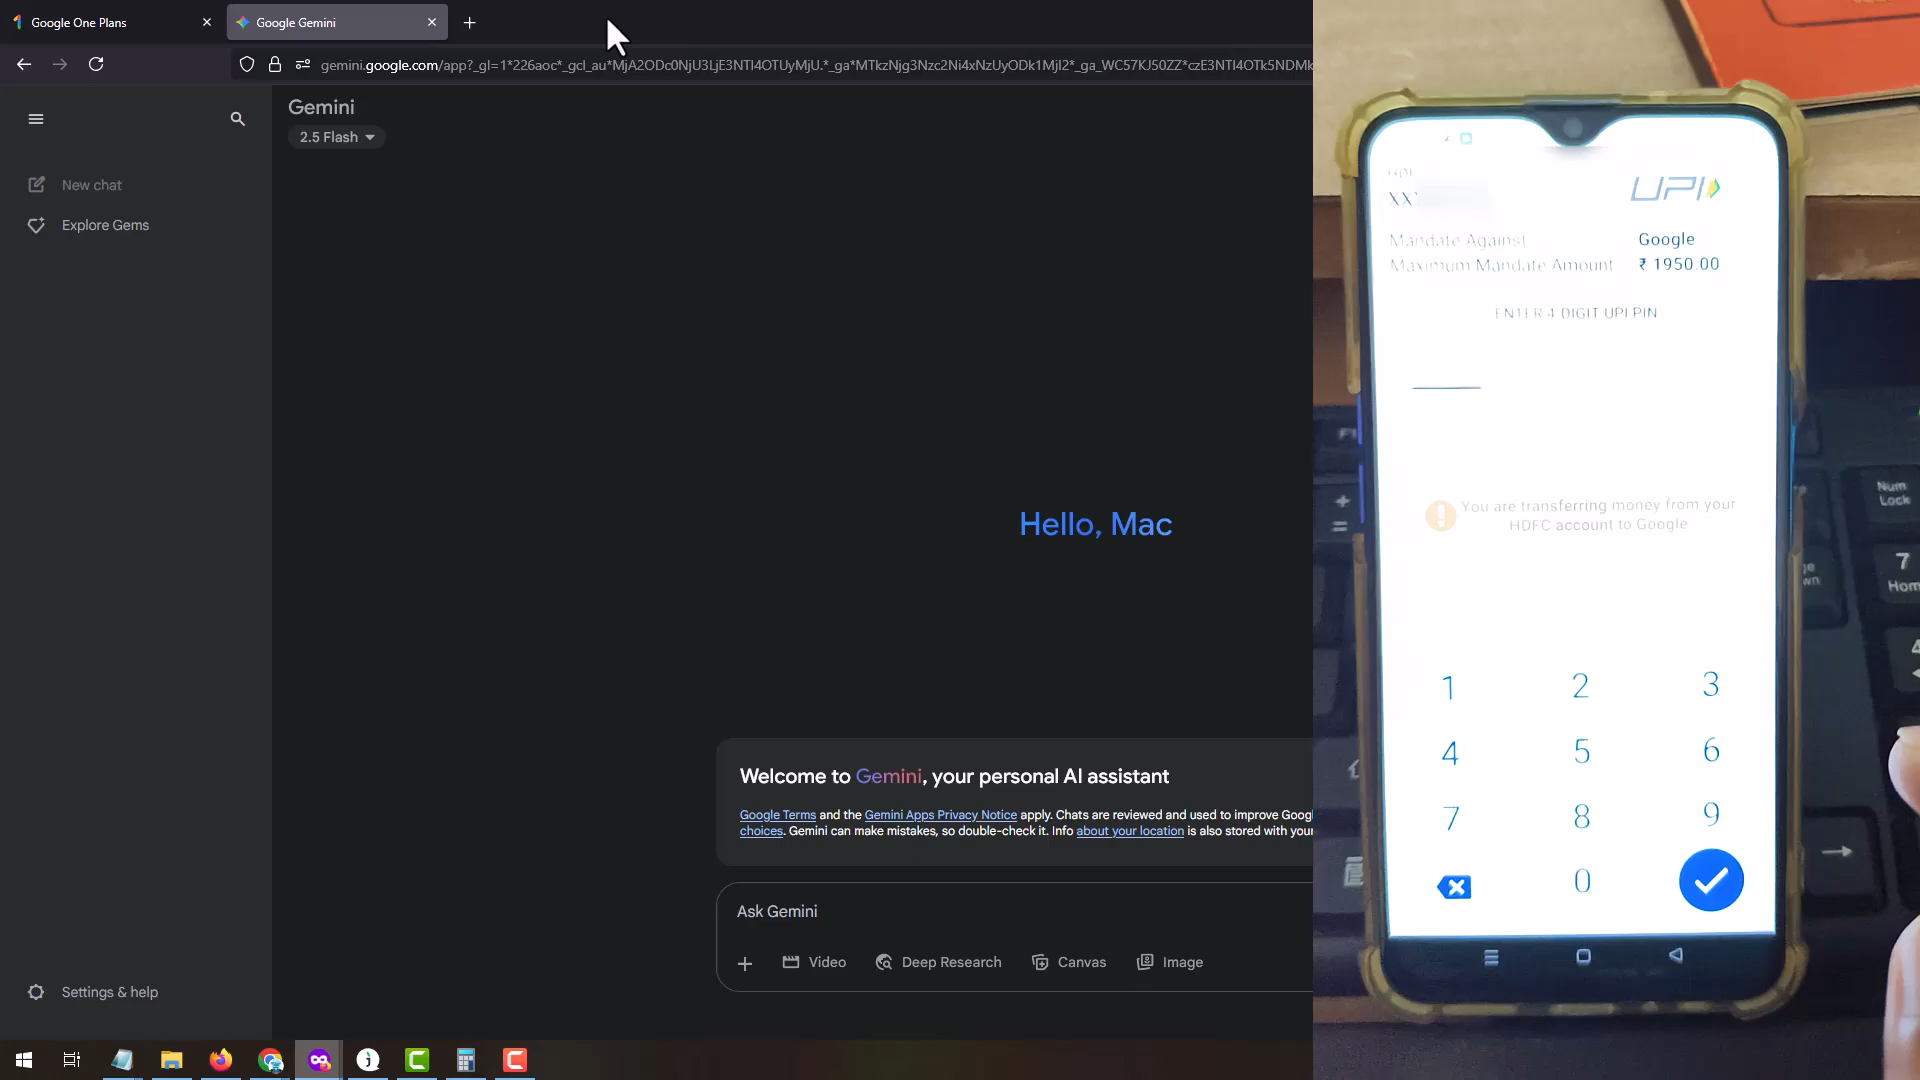 Google One Plans
Google Gemini
gemini.google.com/app?_gl=1*226aoc*_gcl_au*MjA2ODc0NjU3LjE3NTI4OTUyMjU.*_ga*MTkzNjg3Nzc2Ni4xNzUyODk1MjI2*_ga_WC57KJ50ZZ*czE3NTI4OTk5NDMk
Gemini
2.5 Flash
New chat
Explore Gems
Hello, Mac
Welcome to Gemini, your personal AI assistant
Google Terms and the Gemini Apps Privacy Notice apply. Chats are reviewed and used to improve Goog
choices. Gemini can make mistakes, so double-check it. Info about your location is also stored with your
Ask Gemini
Video Deep Research Canvas Image
Settings & help
UPI
Mandate Against Google
Maximum Mandate Amount ₹ 1950.00
ENTER 4 DIGIT UPI PIN
You are transferring money from your
HDFC account to Google
1 2 3
4 5 6
7 8 9
0
Num
Lock
7
Hom